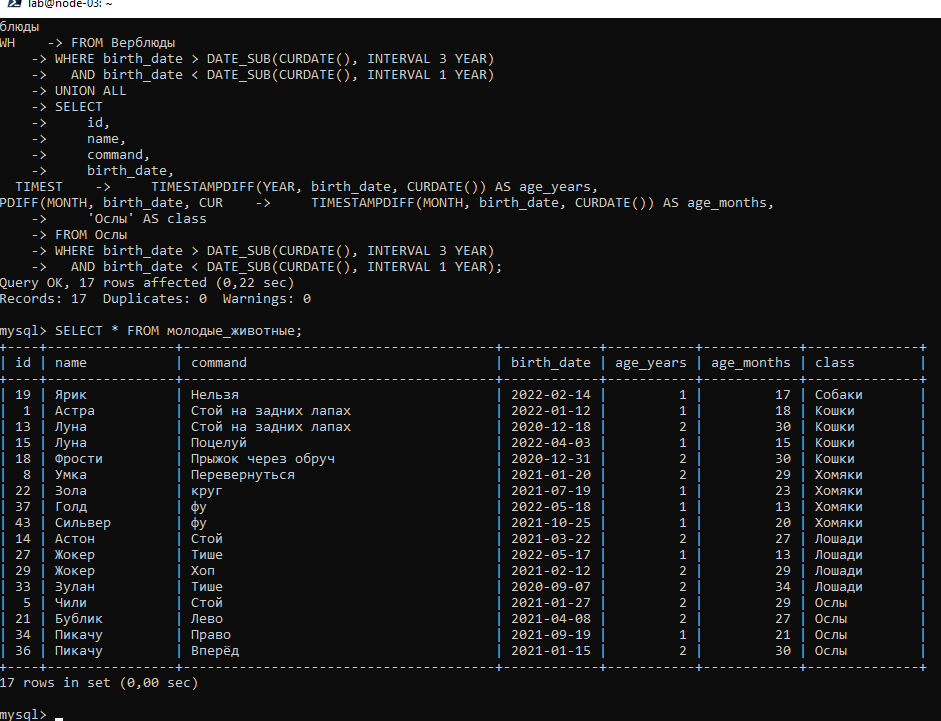 lab@node-03: ~
блюды
WH    -> FROM Верблюды
    -> WHERE birth_date > DATE_SUB(CURDATE(), INTERVAL 3 YEAR)
    ->   AND birth_date < DATE_SUB(CURDATE(), INTERVAL 1 YEAR)
    -> UNION ALL
    -> SELECT
    ->     id,
    ->     name,
    ->     command,
    ->     birth_date,
  TIMEST    ->     TIMESTAMPDIFF(YEAR, birth_date, CURDATE()) AS age_years,
PDIFF(MONTH, birth_date, CUR    ->     TIMESTAMPDIFF(MONTH, birth_date, CURDATE()) AS age_months,
    ->     'Ослы' AS class
    -> FROM Ослы
    -> WHERE birth_date > DATE_SUB(CURDATE(), INTERVAL 3 YEAR)
    ->   AND birth_date < DATE_SUB(CURDATE(), INTERVAL 1 YEAR);
Query OK, 17 rows affected (0,22 sec)
Records: 17  Duplicates: 0  Warnings: 0
mysql> SELECT * FROM молодые_животные;
| id | name | command | birth_date | age_years | age_months | class |
| 19 | Ярик | Нельзя | 2022-02-14 | 1 | 17 | Собаки
| 1 | Астра | Стой на задних лапах | 2022-01-12 | 1 | 18 | Кошки
| 13 | Луна | Стой на задних лапах | 2020-12-18 | 2 | 30 | Кошки
| 15 | Луна | Поцелуй | 2022-04-03 | 1 | 15 | Кошки
| 18 | Фрости | Прыжок через обруч | 2020-12-31 | 2 | 30 | Кошки
| 8 | Умка | Перевернуться | 2021-01-20 | 2 | 29 | Хомяки
| 22 | Зола | круг | 2021-07-19 | 1 | 23 | Хомяки
| 37 | Голд | фу | 2022-05-18 | 1 | 13 | Хомяки
| 43 | Сильвер | фу | 2021-10-25 | 1 | 20 | Хомяки
| 14 | Астон | Стой | 2021-03-22 | 2 | 27 | Лошади
| 27 | Жокер | Тише | 2022-05-17 | 1 | 13 | Лошади
| 29 | Жокер | Хоп | 2021-02-12 | 2 | 29 | Лошади
| 33 | Зулан | Тише | 2020-09-07 | 2 | 34 | Лошади
| 5 | Чили | Стой | 2021-01-27 | 2 | 29 | Ослы
| 21 | Бублик | Лево | 2021-04-08 | 2 | 27 | Ослы
| 34 | Пикачу | Право | 2021-09-19 | 1 | 21 | Ослы
| 36 | Пикачу | Вперёд | 2021-01-15 | 2 | 30 | Ослы
17 rows in set (0,00 sec)
mysql>